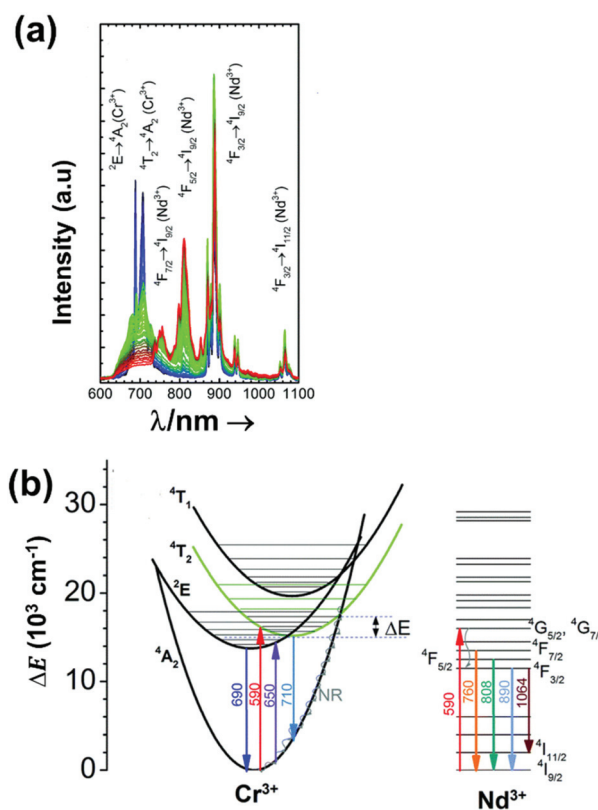 (a)
²E→⁴A₂(Cr³⁺)
⁴T₂→⁴A₂ (Cr³⁺)
⁴F₇/₂→⁴I₉/₂ (Nd³⁺)
⁴F₅/₂→⁴I₉/₂ (Nd³⁺)
⁴F₃/₂→⁴I₉/₂ (Nd³⁺)
⁴F₃/₂→⁴I₁₁/₂ (Nd³⁺)
Intensity (a.u)
600 700 800 900 1000 1100
λ/nm →
(b)
ΔE (10³ cm⁻¹)
30
20
10
0
⁴T₁
⁴T₂
²E
⁴A₂
ΔE
690
590
650
710
NR
Cr³⁺
⁴G₅/₂, ⁴G₇/
⁴F₇/₂
⁴F₅/₂
⁴F₃/₂
590
760
808
890
1064
⁴I₁₁/₂
⁴I₉/₂
Nd³⁺